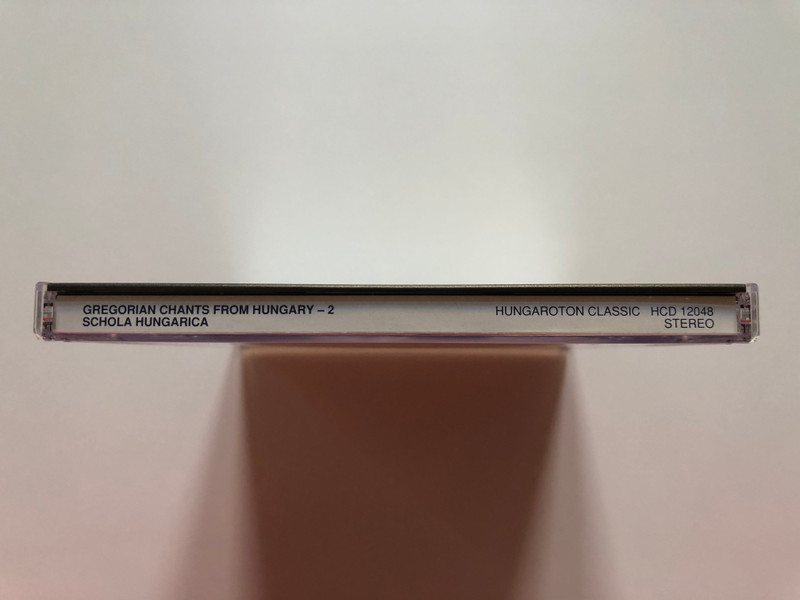 GREGORIAN CHANTS FROM HUNGARY – 2
SCHOLA HUNGARICA
HUNGAROTON CLASSIC HCD 12048
STEREO